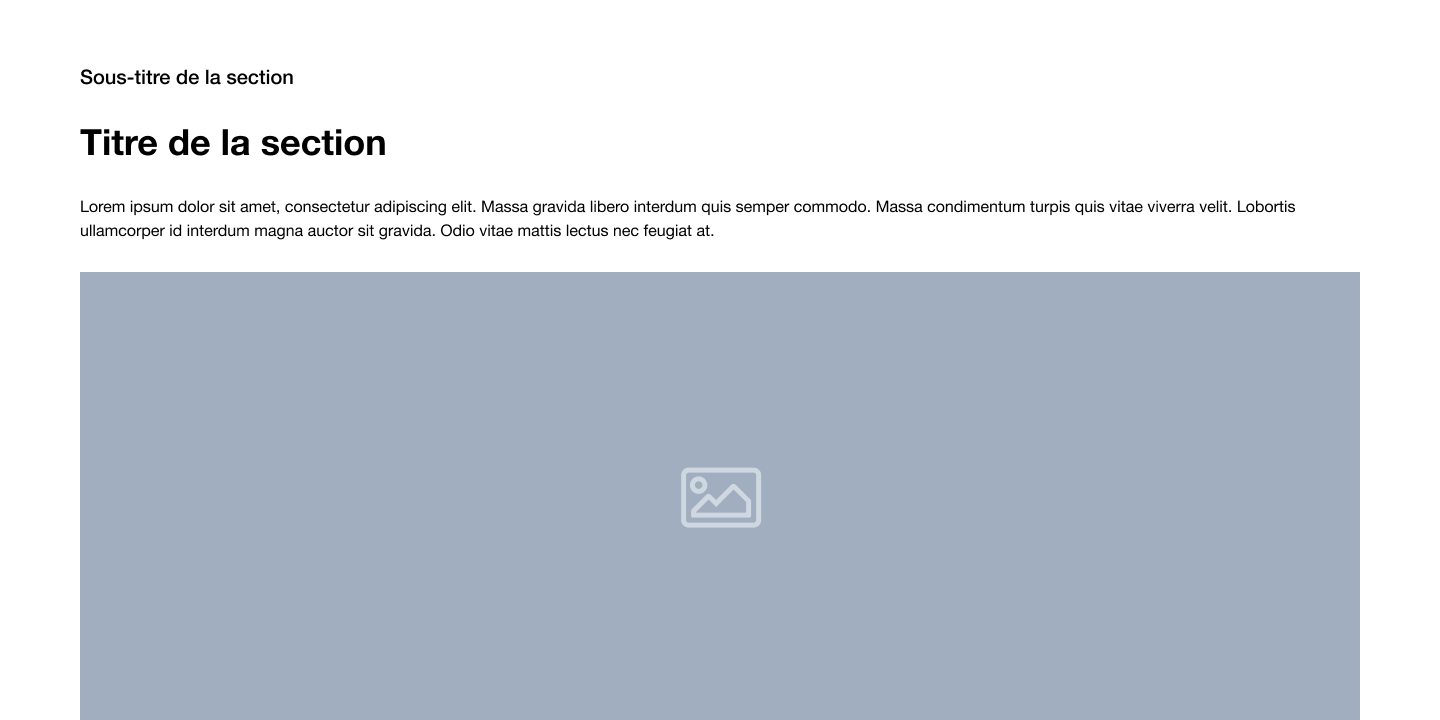 Sous-titre de la section
Titre de la section
Lorem ipsum dolor sit amet, consectetur adipiscing elit. Massa gravida libero interdum quis semper commodo. Massa condimentum turpis quis vitae viverra velit. Lobortis
ullamcorper id interdum magna auctor sit gravida. Odio vitae mattis lectus nec feugiat at.